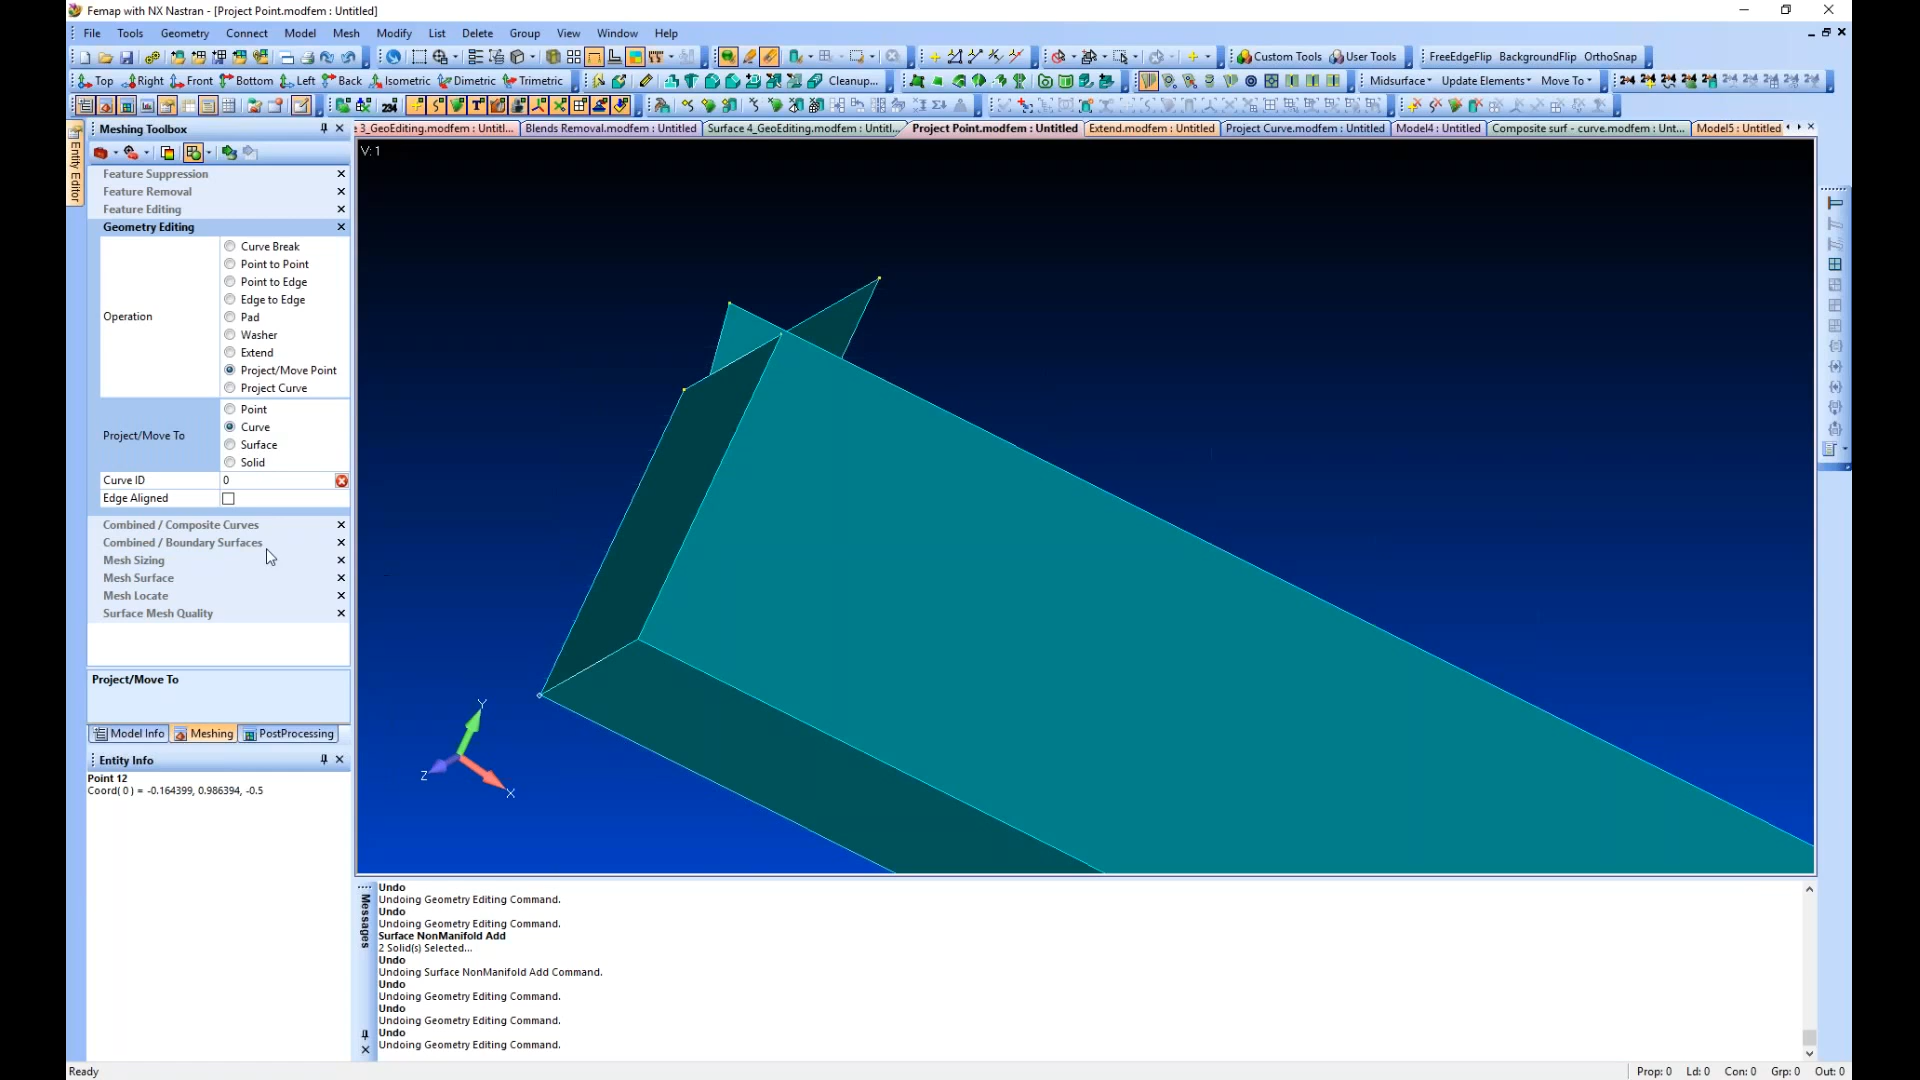 Femap with NX Nastran - [Project Point.modfem : Untitled]
File Tools Geometry Connect Model Mesh Modify List Delete Group View Window Help
Custom Tools User Tools FreeEdgeFlip BackgroundFlip OrthoSnap
Top Right Front Bottom Left Back Isometric Dimetric Trimetric Cleanup... Midsurface Update Elements Move To
234
Meshing Toolbox
e 3_GeoEditing.modfem : Untitl... Blends Removal.modfem : Untitled Surface 4_GeoEditing.modfem : Untitl... Project Point.modfem : Untitled Extend.modfem : Untitled Project Curve.modfem : Untitled Model4 : Untitled Composite surf - curve.modfem : Unt... Model5 : Untitled
Entity Editor
V: 1
Feature Suppression
Feature Removal
Feature Editing
Geometry Editing
Operation
Curve Break
Point to Point
Point to Edge
Edge to Edge
Pad
Washer
Extend
Project/Move Point
Project Curve
Project/Move To
Point
Curve
Surface
Solid
Curve ID 0
Edge Aligned
Combined / Composite Curves
Combined / Boundary Surfaces
Mesh Sizing
Mesh Surface
Mesh Locate
Surface Mesh Quality
Project/Move To
Model Info Meshing PostProcessing
Entity Info
Point 12
Coord( 0 ) = -0.164399, 0.986394, -0.5
Y
Z
X
Messages
Undo
Undoing Geometry Editing Command.
Undo
Undoing Geometry Editing Command.
Surface NonManifold Add
2 Solid(s) Selected...
Undo
Undoing Surface NonManifold Add Command.
Undo
Undoing Geometry Editing Command.
Undo
Undoing Geometry Editing Command.
Undo
Undoing Geometry Editing Command.
Ready
Prop: 0 Ld: 0 Con: 0 Grp: 0 Out: 0